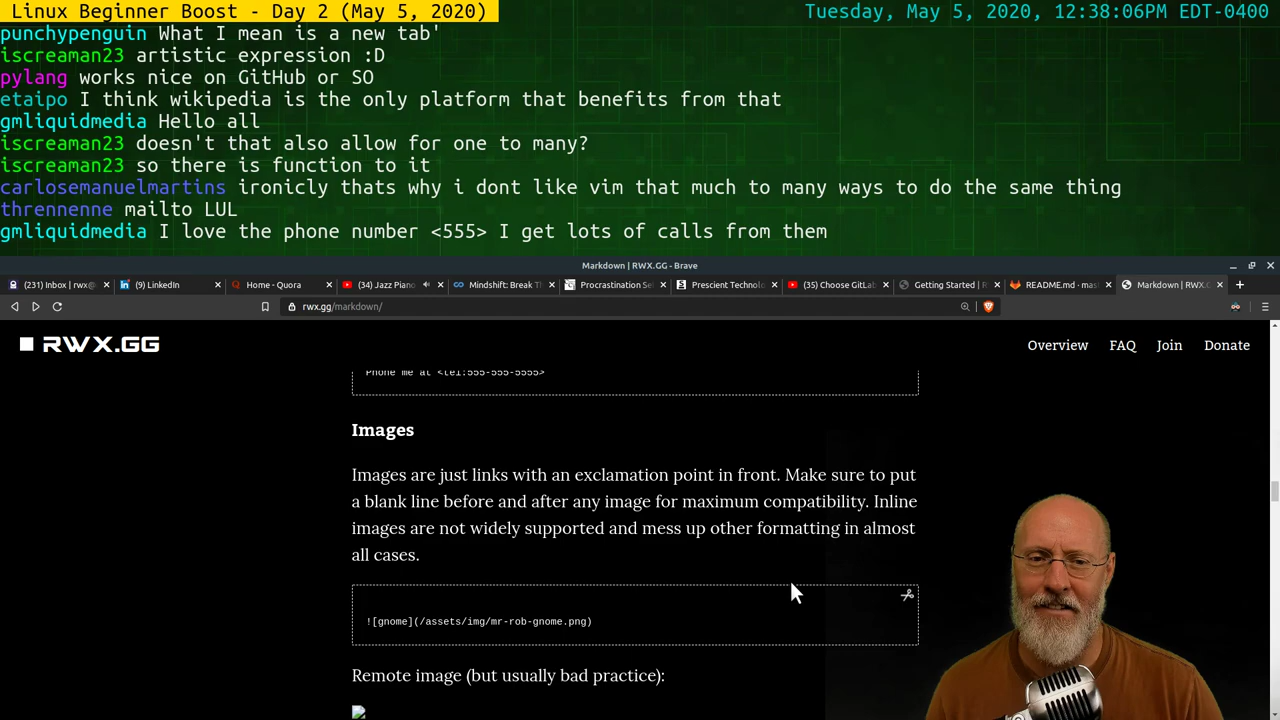 Linux Beginner Boost - Day 2 (May 5, 2020)
Tuesday, May 5, 2020, 12:38:06PM EDT-0400
punchypenguin What I mean is a new tab'
iscreaman23 artistic expression :D
pylang works nice on GitHub or SO
etaipo I think wikipedia is the only platform that benefits from that
gmliquidmedia Hello all
iscreaman23 doesn't that also allow for one to many?
iscreaman23 so there is function to it
carlosemanuelmartins ironicly thats why i dont like vim that much to many ways to do the same thing
thrennenne mailto LUL
gmliquidmedia I love the phone number <555> I get lots of calls from them
Markdown | RWX.GG - Brave
(231) Inbox | rwx@
(9) LinkedIn
Home - Quora
(34) Jazz Piano
Mindshift: Break T
Procrastination Se
Prescient Technolo
(35) Choose GitLab
Getting Started | R
README.md · mas
Markdown | RWX.G
rwx.gg/markdown/
RWX.GG
Overview FAQ Join Donate
Phone me at <tel:555-555-5555>
Images
Images are just links with an exclamation point in front. Make sure to put
a blank line before and after any image for maximum compatibility. Inline
images are not widely supported and mess up other formatting in almost
all cases.
![gnome](/assets/img/mr-rob-gnome.png)
Remote image (but usually bad practice):